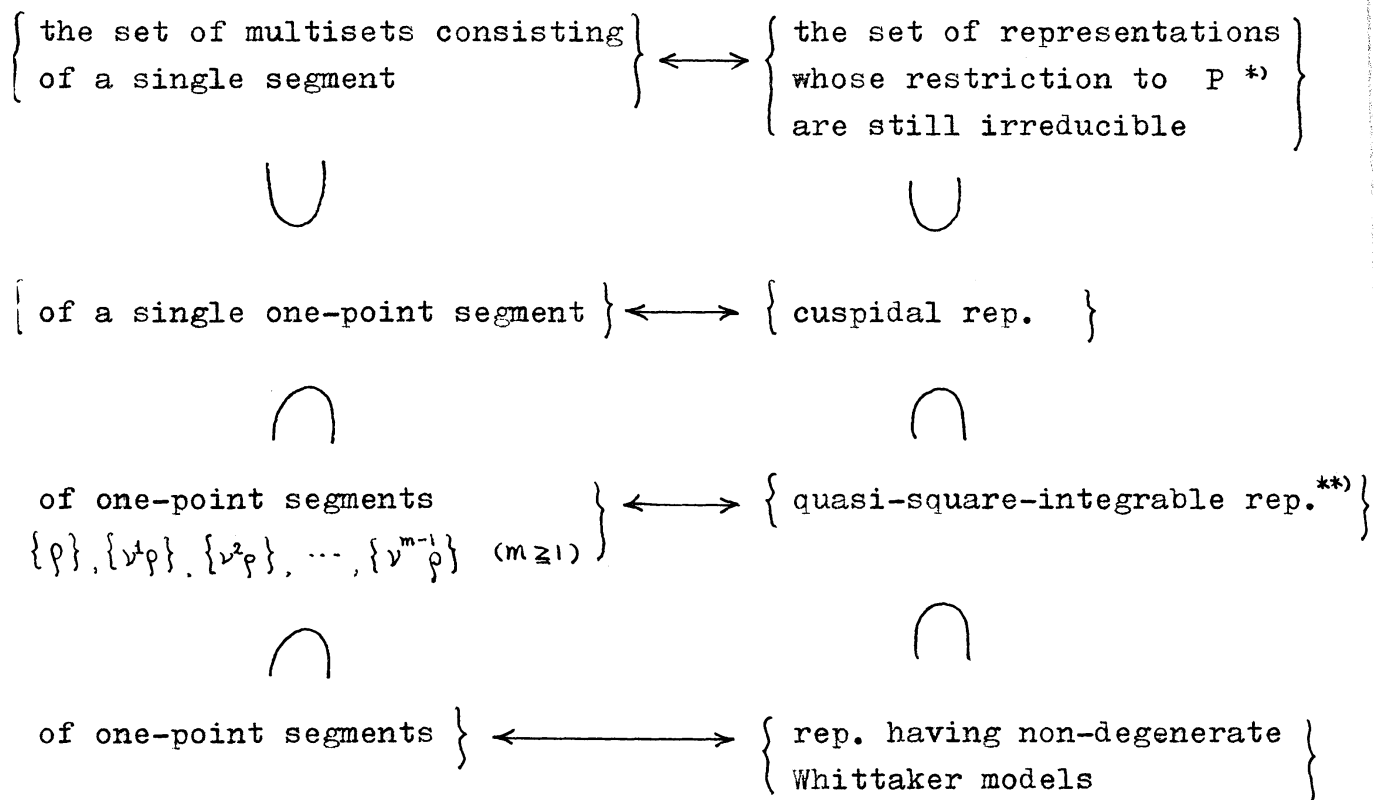 { the set of multisets consisting } ⟷ { the set of representations
of a single segment whose restriction to P *)
are still irreducible }
∪ ∪
{ of a single one-point segment } ⟷ { cuspidal rep. }
∩ ∩
of one-point segments } ⟷ { quasi-square-integrable rep.**) }
{ρ}, {ν¹ρ}, {ν²ρ}, ⋯, {ν^{m-1}ρ} (m ≧ 1)
∩ ∩
of one-point segments } ⟷ { rep. having non-degenerate
Whittaker models }